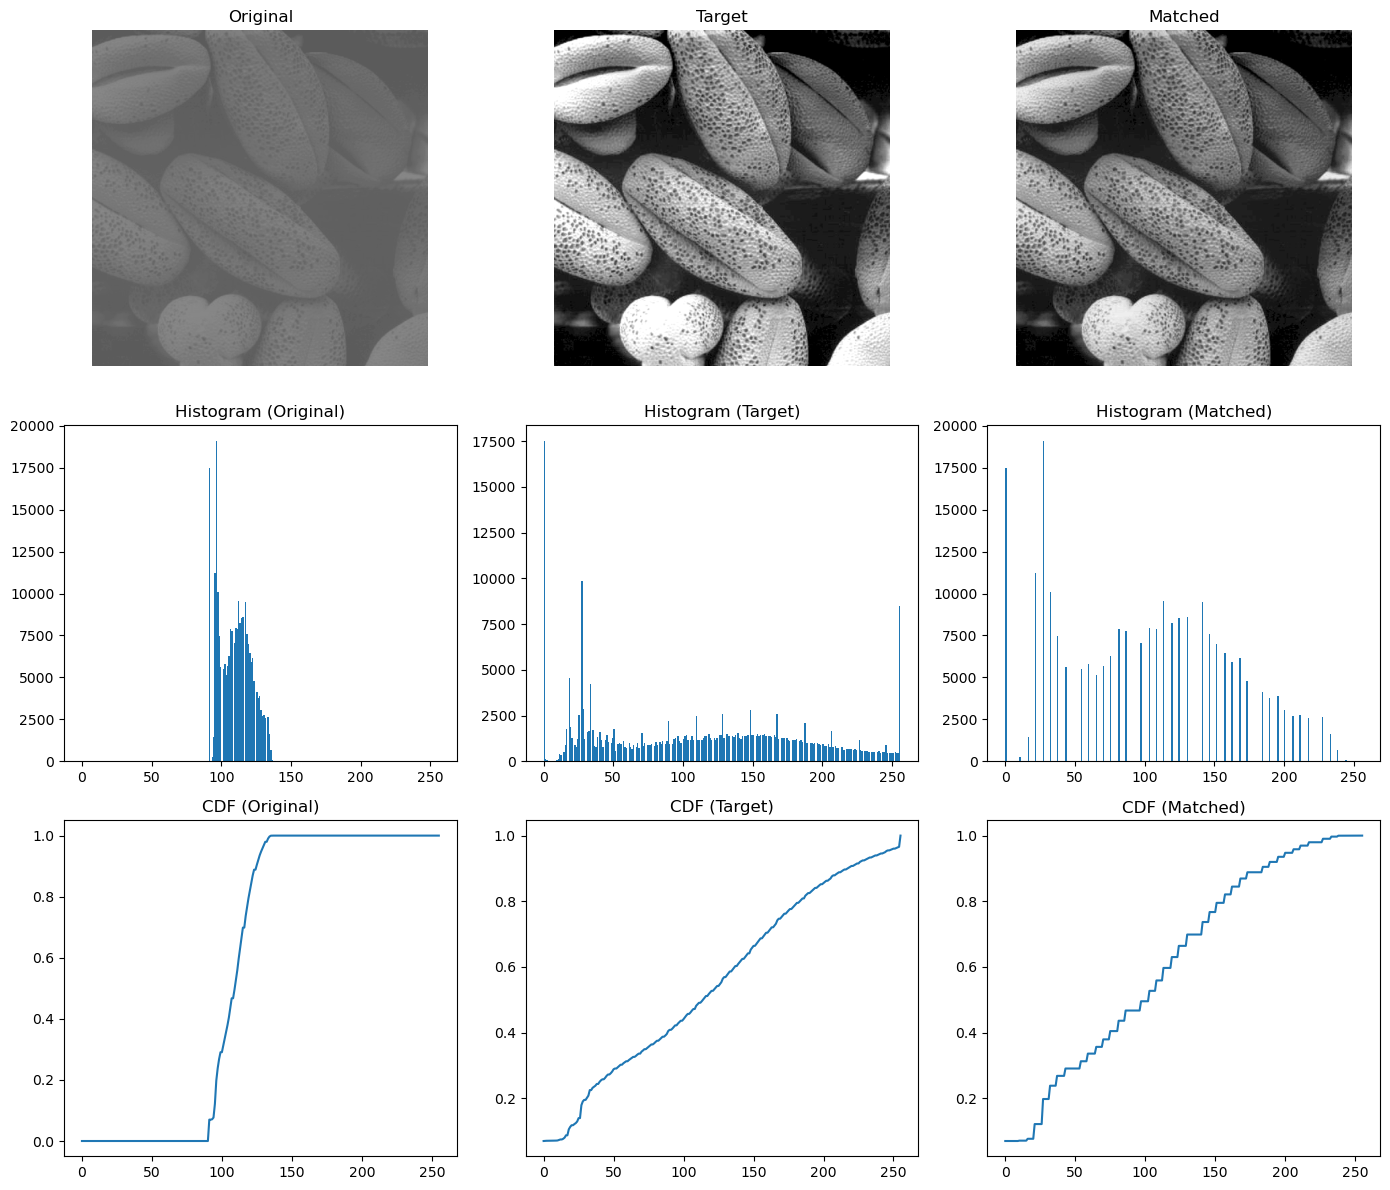 Original Target Matched
Histogram (Original) Histogram (Target) Histogram (Matched)
20000 17500 20000
17500 15000 17500
15000 12500 15000
12500 10000 12500
10000 7500 10000
7500 5000 7500
5000 2500 5000
2500 0 2500
0 0
0 50 100 150 200 250 0 50 100 150 200 250 0 50 100 150 200 250
CDF (Original) CDF (Target) CDF (Matched)
1.0 1.0 1.0
0.8 0.8 0.8
0.6 0.6 0.6
0.4 0.4 0.4
0.2 0.2 0.2
0.0
0 50 100 150 200 250 0 50 100 150 200 250 0 50 100 150 200 250